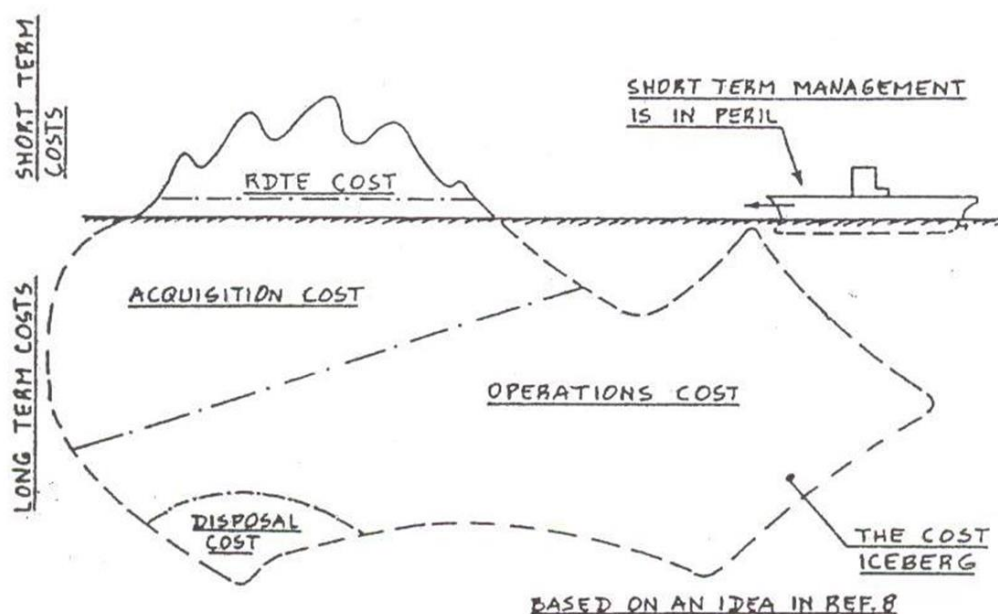 SHORT TERM
COSTS
SHORT TERM MANAGEMENT
IS IN PERIL
RDTE COST
ACQUISITION COST
LONG TERM COSTS
OPERATIONS COST
DISPOSAL
COST
THE COST
ICEBERG
BASED ON AN IDEA IN REF. 8